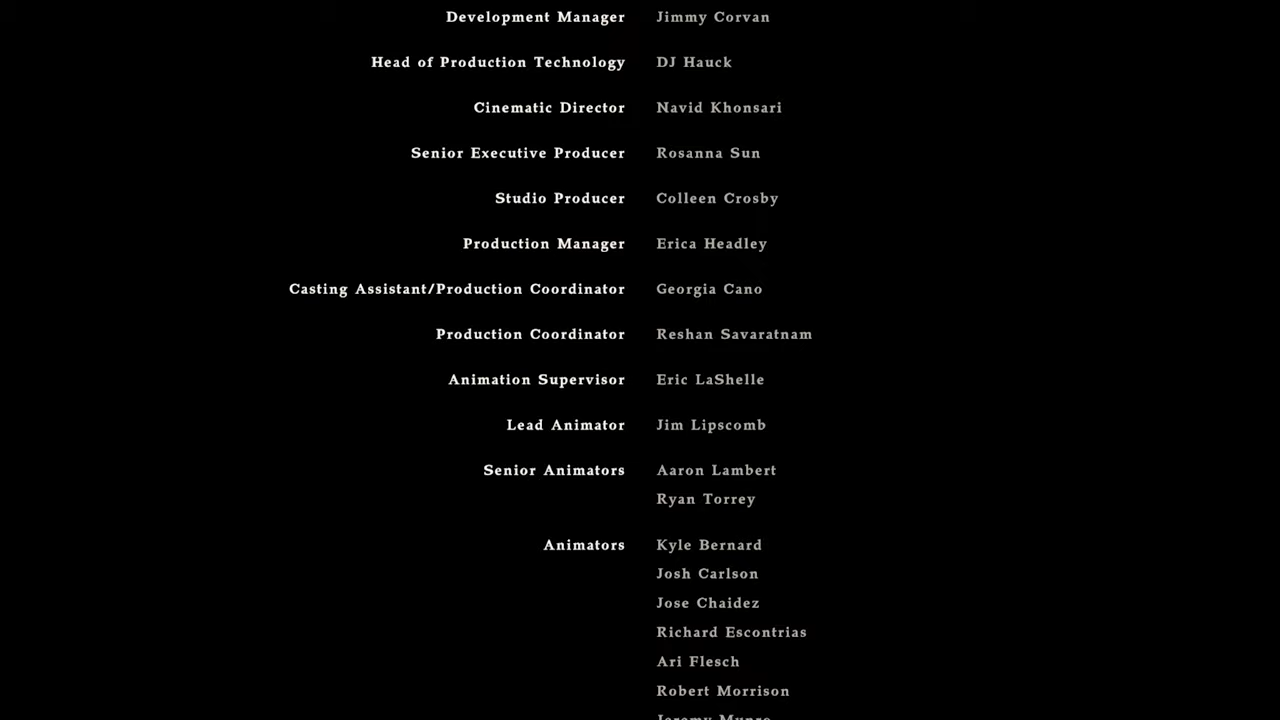 Development Manager Jimmy Corvan
Head of Production Technology DJ Hauck
Cinematic Director Navid Khonsari
Senior Executive Producer Rosanna Sun
Studio Producer Colleen Crosby
Production Manager Erica Headley
Casting Assistant/Production Coordinator Georgia Cano
Production Coordinator Reshan Savaratnam
Animation Supervisor Eric LaShelle
Lead Animator Jim Lipscomb
Senior Animators Aaron Lambert
Ryan Torrey
Animators Kyle Bernard
Josh Carlson
Jose Chaidez
Richard Escontrias
Ari Flesch
Robert Morrison
Jeremy Munro